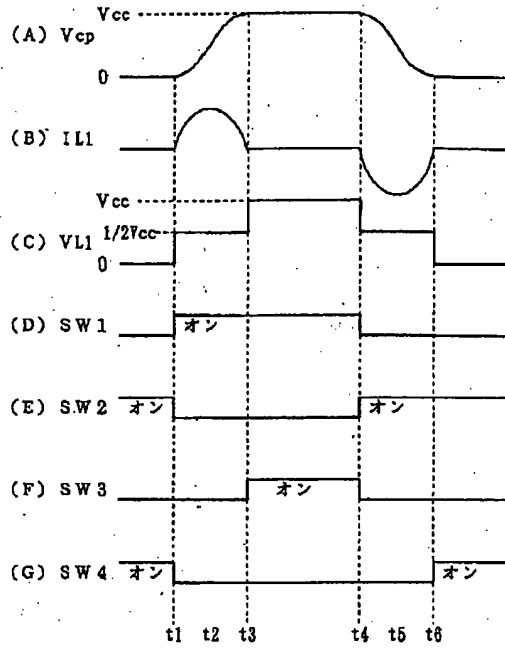 Vcc
(A) Vcp
0
(B) IL1
Vcc
(C) VL1 1/2Vcc
0
(D) SW1 オン
(E) SW2 オン オン
(F) SW3 オン
(G) SW4 オン オン
t1 t2 t3 t4 t5 t6